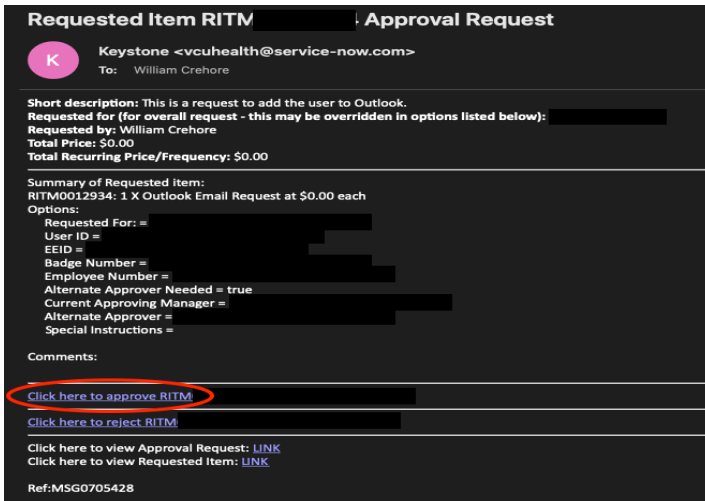 Requested Item RITM 4 Approval Request
K
Keystone <vcuhealth@service-now.com>
To: William Crehore
Short description: This is a request to add the user to Outlook.
Requested for (for overall request - this may be overridden in options listed below):
Requested by: William Crehore
Total Price: $0.00
Total Recurring Price/Frequency: $0.00
Summary of Requested item:
RITM0012934: 1 X Outlook Email Request at $0.00 each
Options:
Requested For: =
User ID =
EEID =
Badge Number =
Employee Number =
Alternate Approver Needed = true
Current Approving Manager =
Alternate Approver =
Special Instructions =
Comments:
Click here to approve RITM
Click here to reject RITM
Click here to view Approval Request: LINK
Click here to view Requested Item: LINK
Ref:MSG0705428